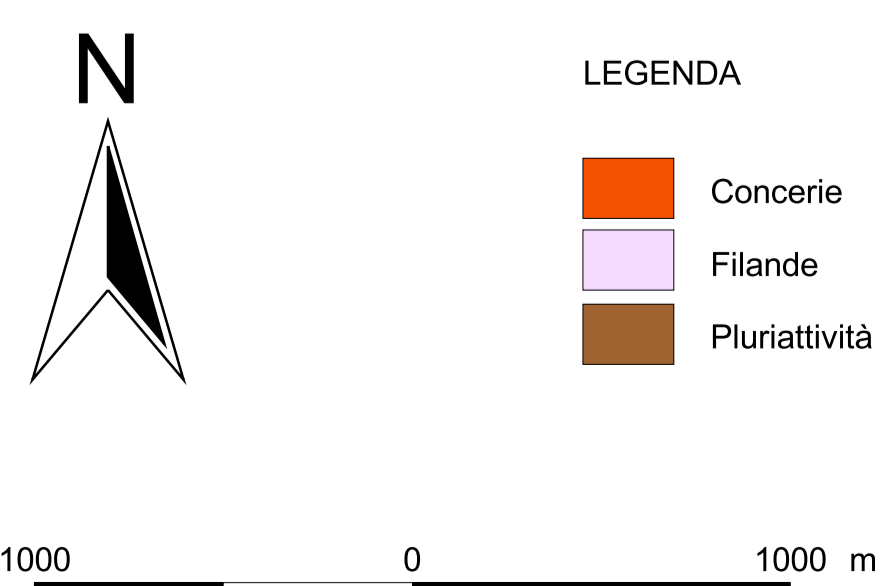 N
LEGENDA
Concerie
Filande
Pluriattività
1000 0 1000 m